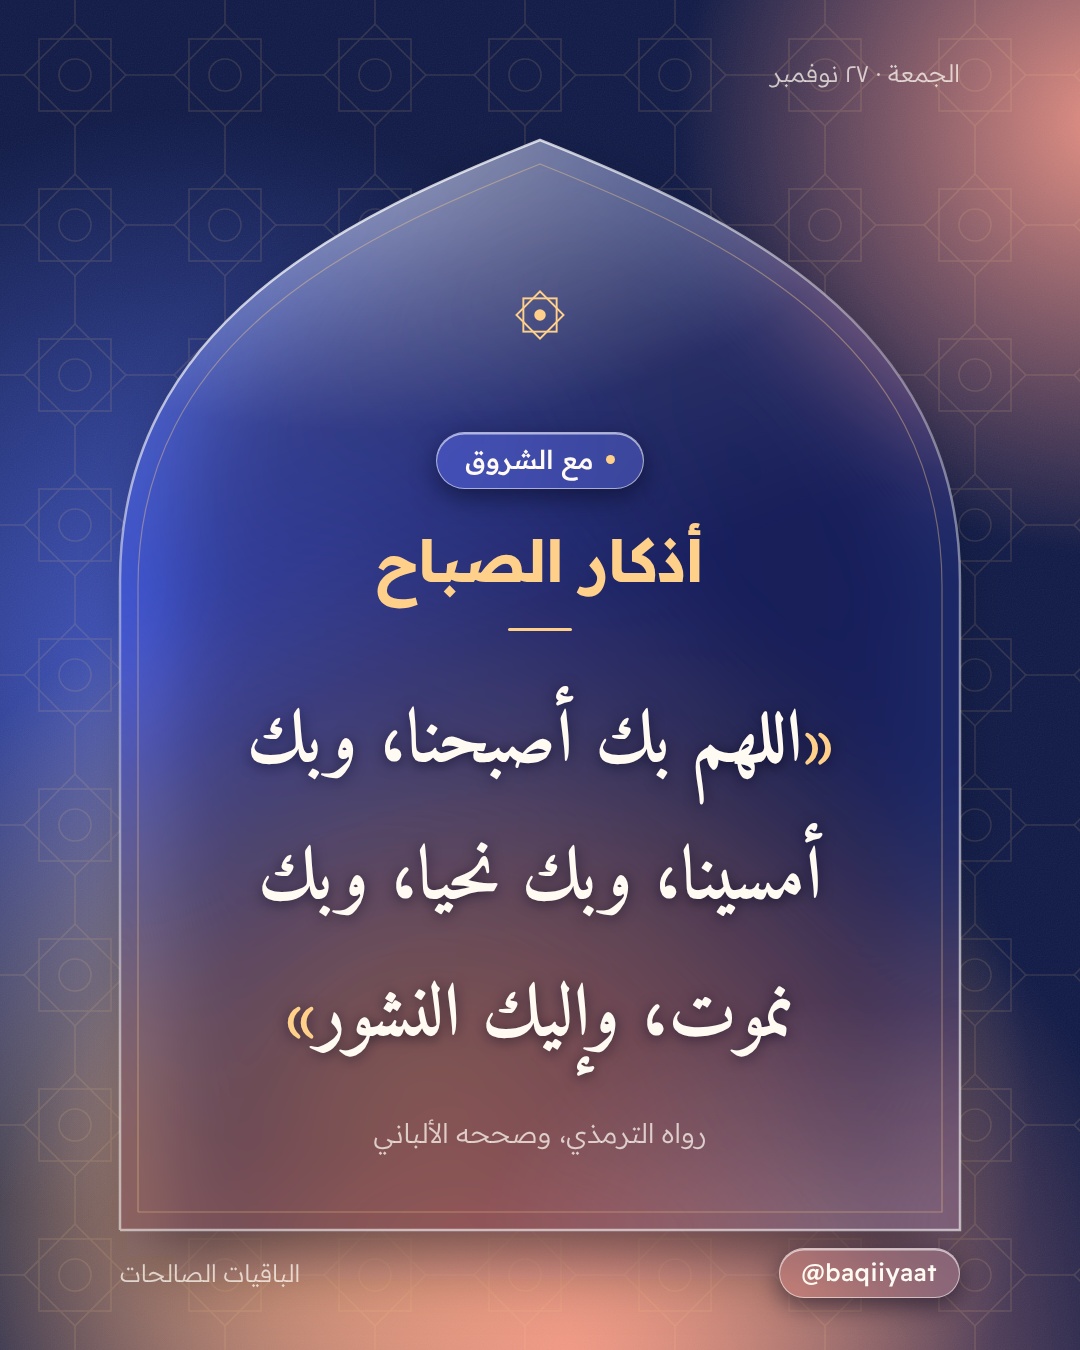 الجمعة · ٢٧ نوفمبر
مع الشروق
أذكار الصباح
«اللهم بك أصبحنا، وبك
أمسينا، وبك نحيا، وبك
نموت، وإليك النشور»
رواه الترمذي، وصححه الألباني
@baqiiyaat
الباقيات الصالحات